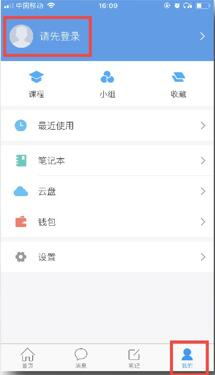 中国移动
16:09
请先登录
课程 小组 收藏
最近使用
笔记本
云盘
钱包
设置
首页 消息 笔记 我的